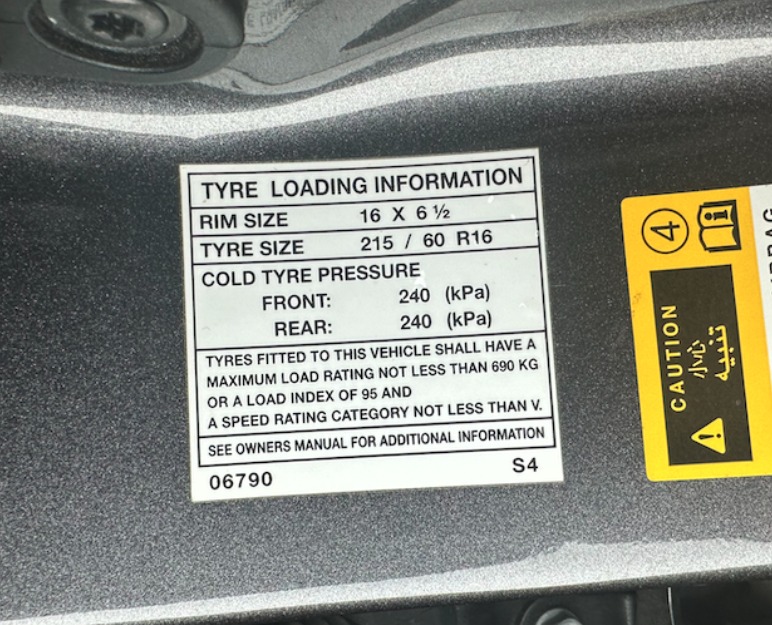 TYRE LOADING INFORMATION
RIM SIZE 16 X 6 ½
TYRE SIZE 215 / 60 R16
COLD TYRE PRESSURE
FRONT: 240 (kPa)
REAR: 240 (kPa)
TYRES FITTED TO THIS VEHICLE SHALL HAVE A
MAXIMUM LOAD RATING NOT LESS THAN 690 KG
OR A LOAD INDEX OF 95 AND
A SPEED RATING CATEGORY NOT LESS THAN V.
SEE OWNERS MANUAL FOR ADDITIONAL INFORMATION
06790 S4
4
CAUTION
小心
تنبيه